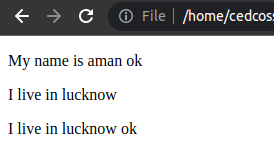 File /home/cedcoss
My name is aman ok
I live in lucknow
I live in lucknow ok